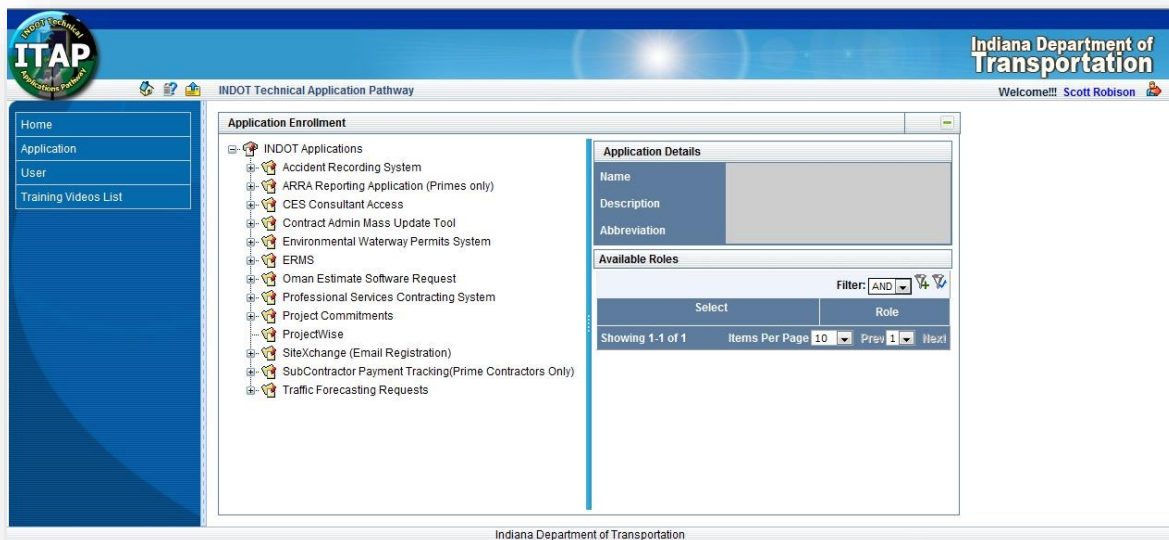 INDOT Technical
ITAP
Applications Pathway
Indiana Department of
Transportation
INDOT Technical Application Pathway
Welcome!!! Scott Robison
Home
Application
User
Training Videos List
Application Enrollment
INDOT Applications
Accident Recording System
ARRA Reporting Application (Primes only)
CES Consultant Access
Contract Admin Mass Update Tool
Environmental Waterway Permits System
ERMS
Oman Estimate Software Request
Professional Services Contracting System
Project Commitments
ProjectWise
SiteXchange (Email Registration)
SubContractor Payment Tracking(Prime Contractors Only)
Traffic Forecasting Requests
Application Details
Name
Description
Abbreviation
Available Roles
Filter: AND
Select Role
Showing 1-1 of 1 Items Per Page 10 Prev 1 Next
Indiana Department of Transportation